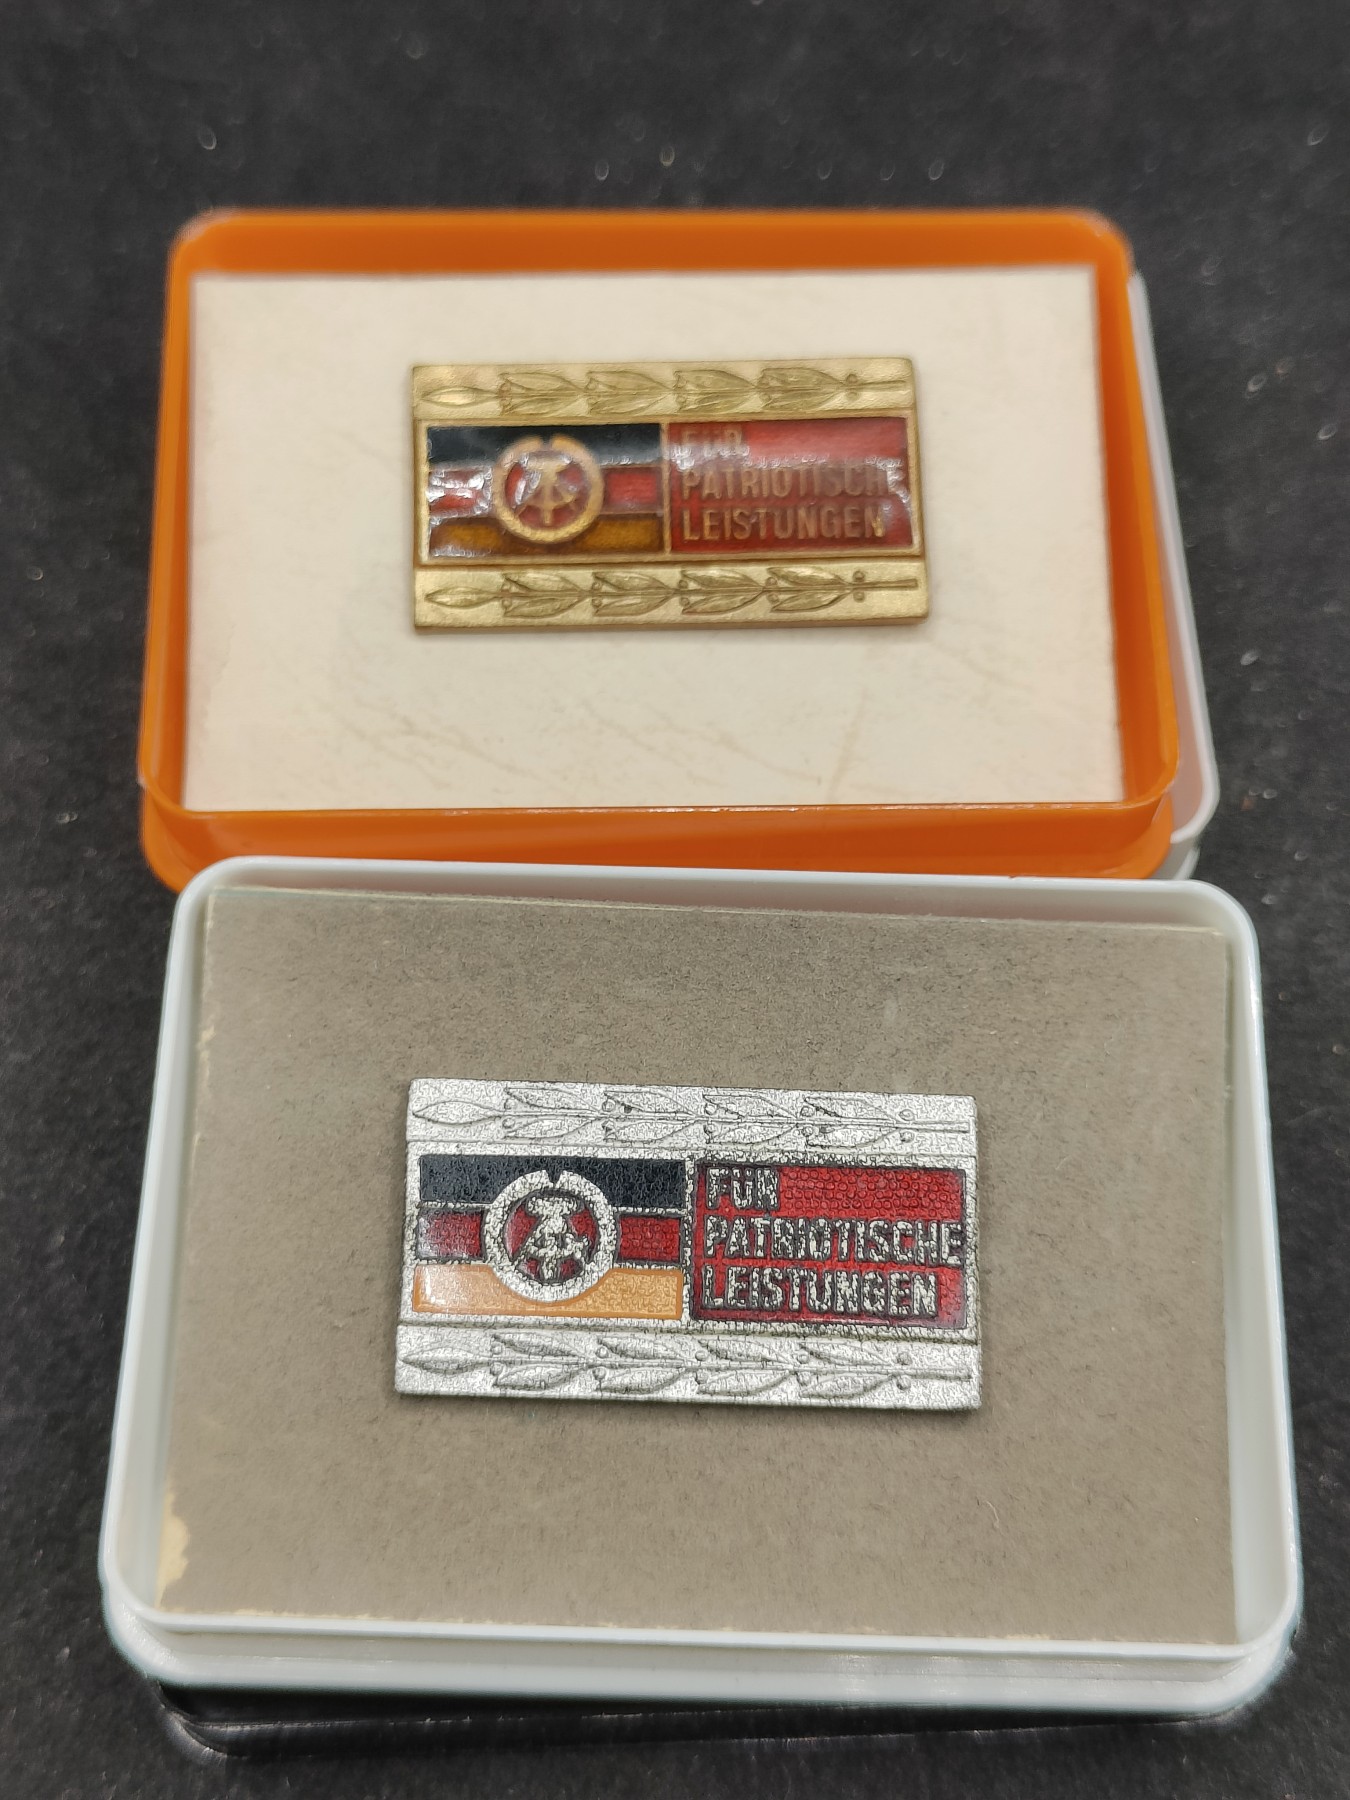 FÜR
PATRIOTISCHE
LEISTUNGEN
FÜR
PATRIOTISCHE
LEISTUNGEN